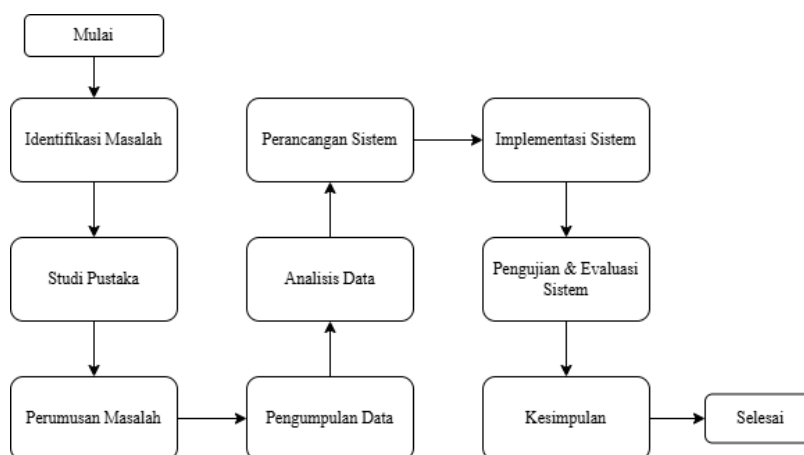 Mulai
Identifikasi Masalah
Studi Pustaka
Perumusan Masalah
Pengumpulan Data
Analisis Data
Perancangan Sistem
Implementasi Sistem
Pengujian & Evaluasi
Sistem
Kesimpulan
Selesai